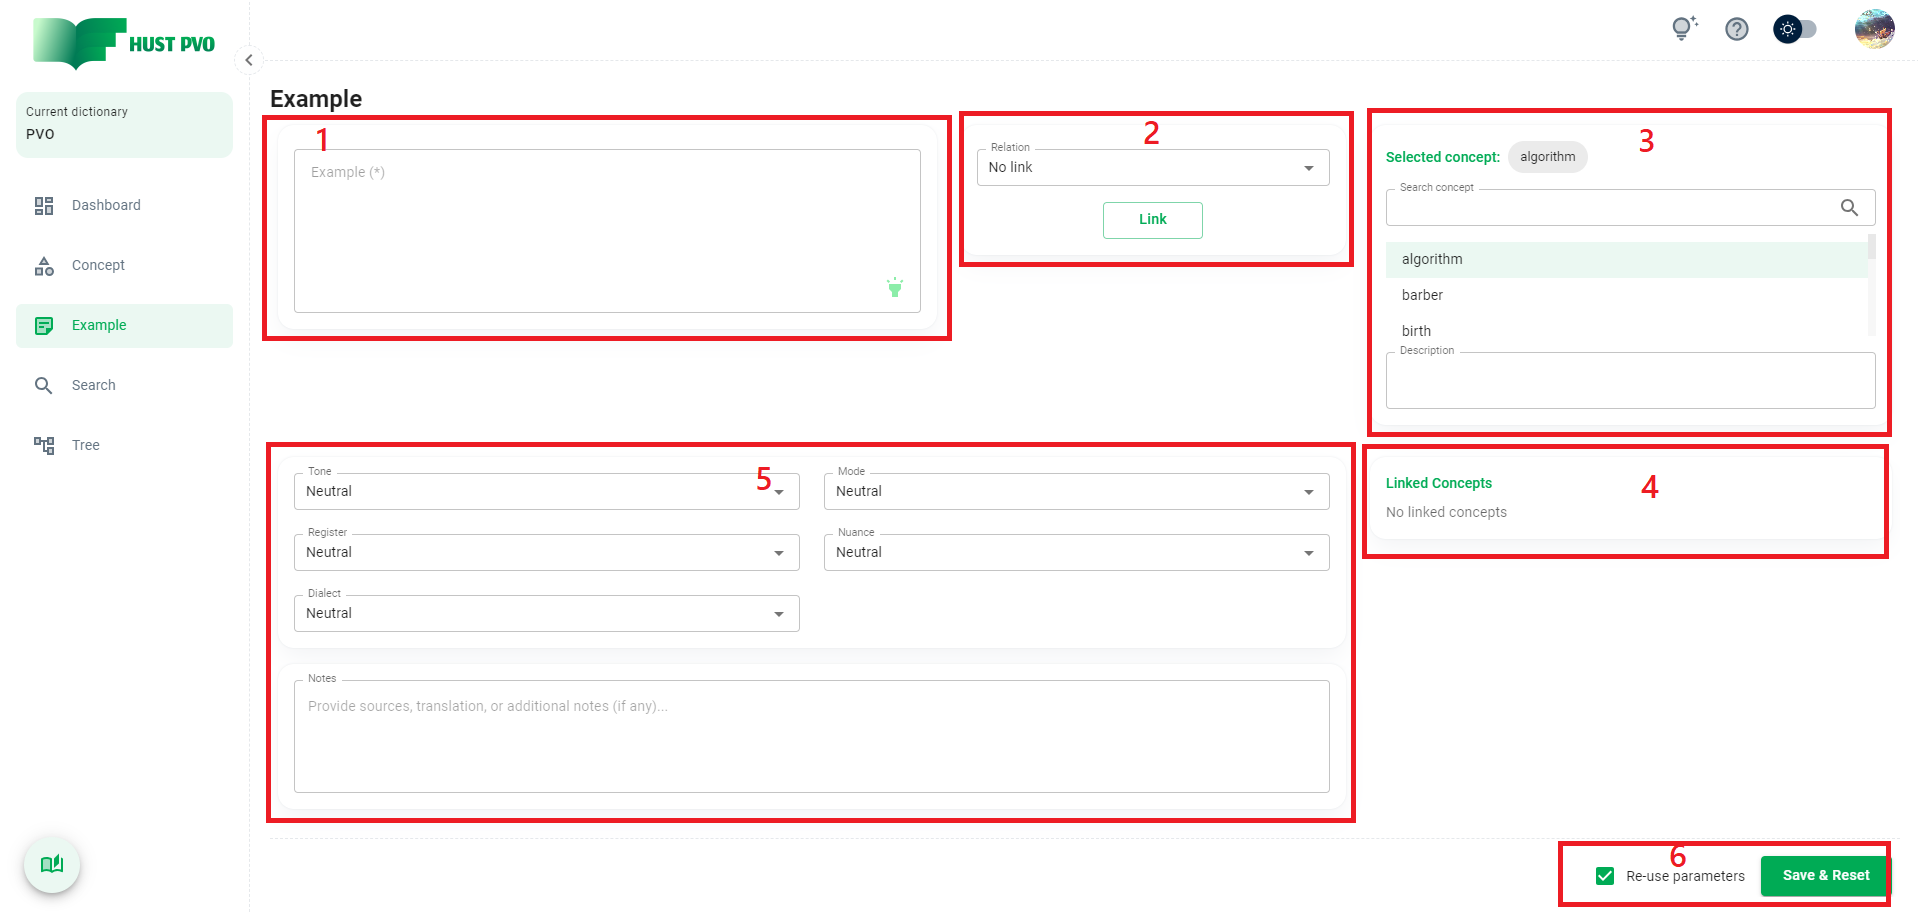 HUST PVO
Current dictionary
PVO
Dashboard
Concept
Example
Search
Tree
Example
1
Example (*)
2
Relation
No link
Link
3
Selected concept: algorithm
Search concept
algorithm
barber
birth
Description
4
Linked Concepts
No linked concepts
5
Tone
Neutral
Mode
Neutral
Register
Neutral
Nuance
Neutral
Dialect
Neutral
Notes
Provide sources, translation, or additional notes (if any)...
6
Re-use parameters
Save & Reset